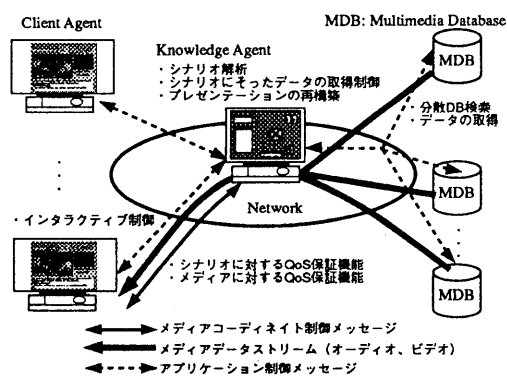 Client Agent
MDB: Multimedia Database
Knowledge Agent
・シナリオ解析
・シナリオにそったデータの取得制御
・プレゼンテーションの再構築
MDB
・分散DB検索
・データの取得
MDB
Network
・インタラクティブ制御
・シナリオに対するQoS保証機能
・メディアに対するQoS保証機能
MDB
メディアコーディネイト制御メッセージ
メディアデータストリーム（オーディオ、ビデオ）
アプリケーション制御メッセージ